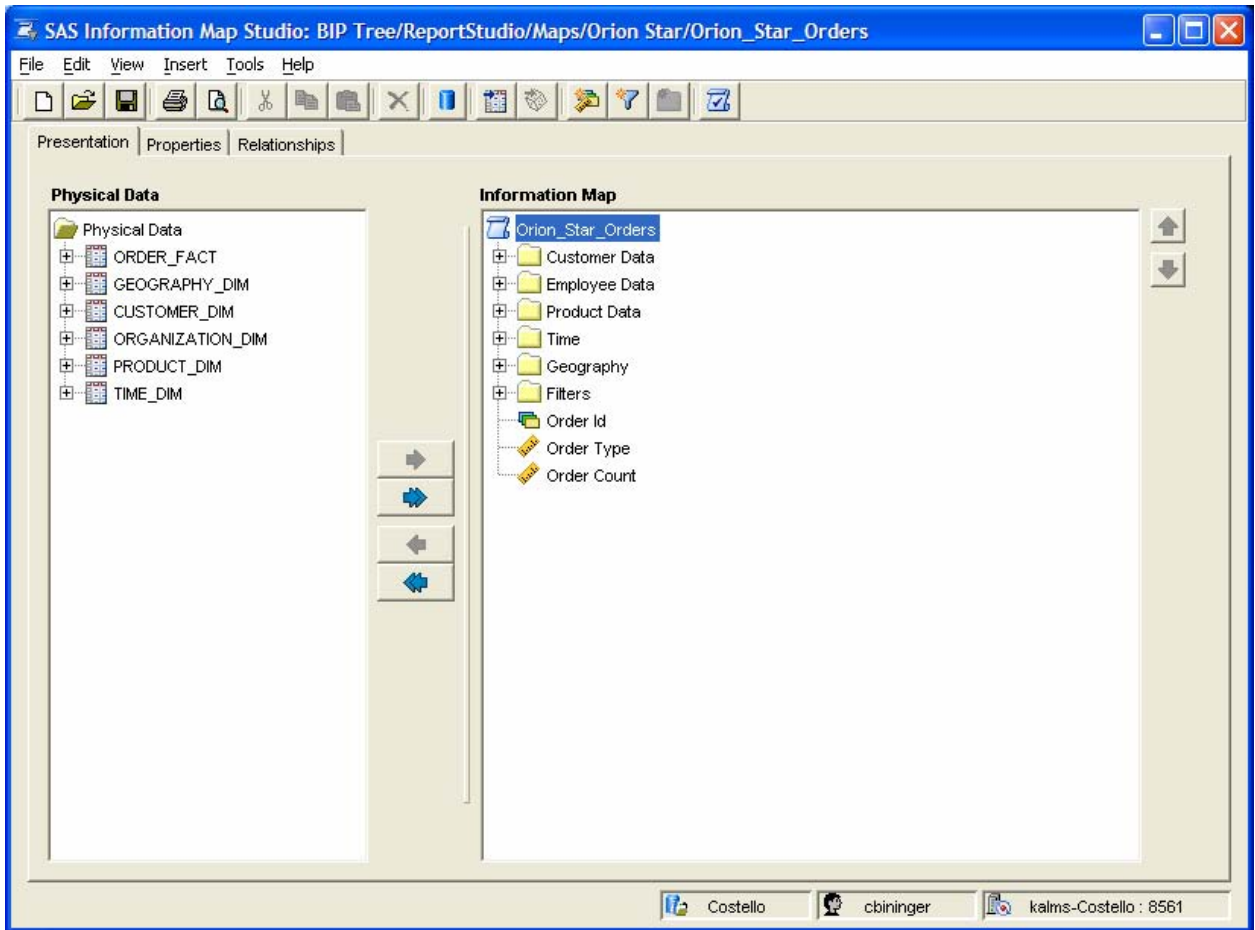 SAS Information Map Studio: BIP Tree/ReportStudio/Maps/Orion Star/Orion_Star_Orders
File Edit View Insert Tools Help
Presentation Properties Relationships
Physical Data
Physical Data
ORDER_FACT
GEOGRAPHY_DIM
CUSTOMER_DIM
ORGANIZATION_DIM
PRODUCT_DIM
TIME_DIM
Information Map
Orion_Star_Orders
Customer Data
Employee Data
Product Data
Time
Geography
Filters
Order Id
Order Type
Order Count
Costello cbininger kalms-Costello : 8561